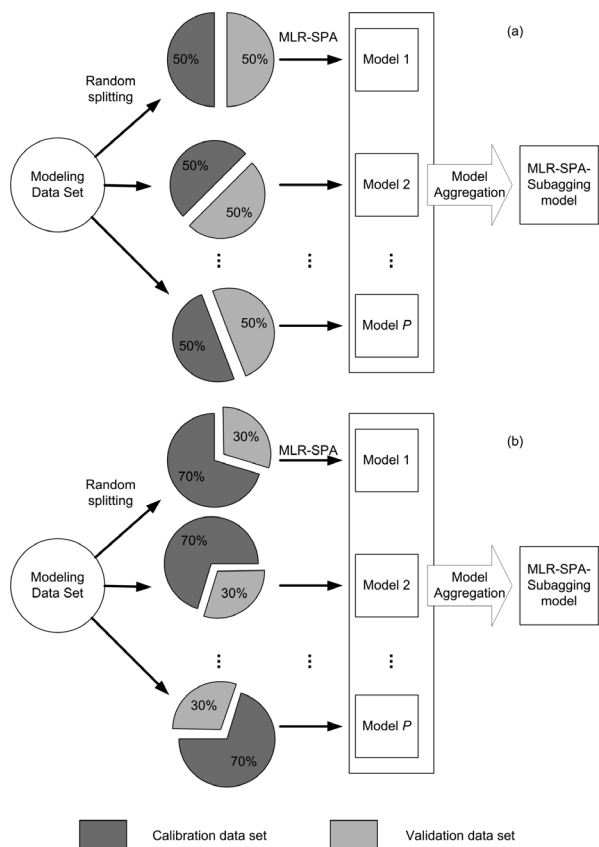 MLR-SPA
(a)
50%
50%
Model 1
Random
splitting
Modeling
Data Set
50%
50%
Model 2
Model
Aggregation
MLR-SPA-
Subagging
model
...
...
...
50%
50%
Model P
(b)
30%
MLR-SPA
70%
Model 1
Random
splitting
70%
30%
Modeling
Data Set
Model 2
Model
Aggregation
MLR-SPA-
Subagging
model
...
...
...
30%
70%
Model P
Calibration data set
Validation data set